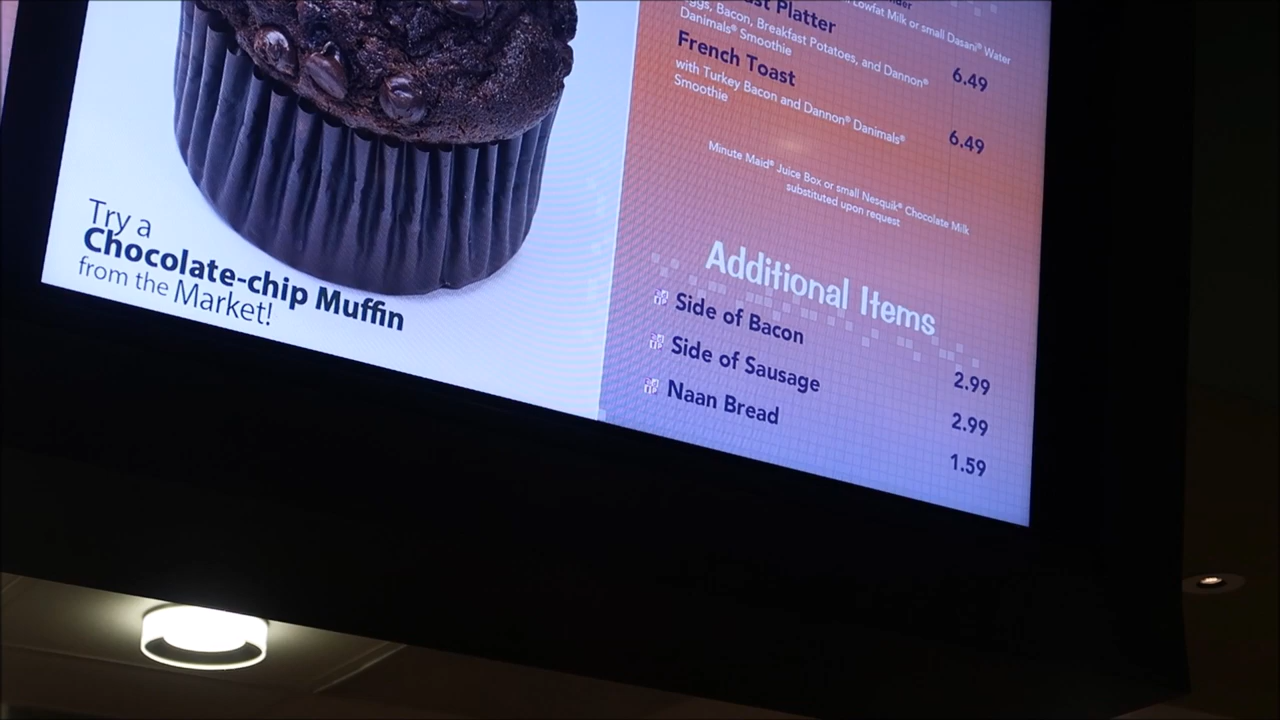 Try a
Chocolate-chip Muffin
from the Market!
Lowfat Milk or small Dasani® Water
Platter
Bacon, Breakfast Potatoes, and Dannon®
Danimals® Smoothie
6.49
French Toast
with Turkey Bacon and Dannon® Danimals®
Smoothie
6.49
Minute Maid® Juice Box or small Nesquik® Chocolate Milk
substituted upon request
Additional Items
Side of Bacon 2.99
Side of Sausage 2.99
Naan Bread 1.59